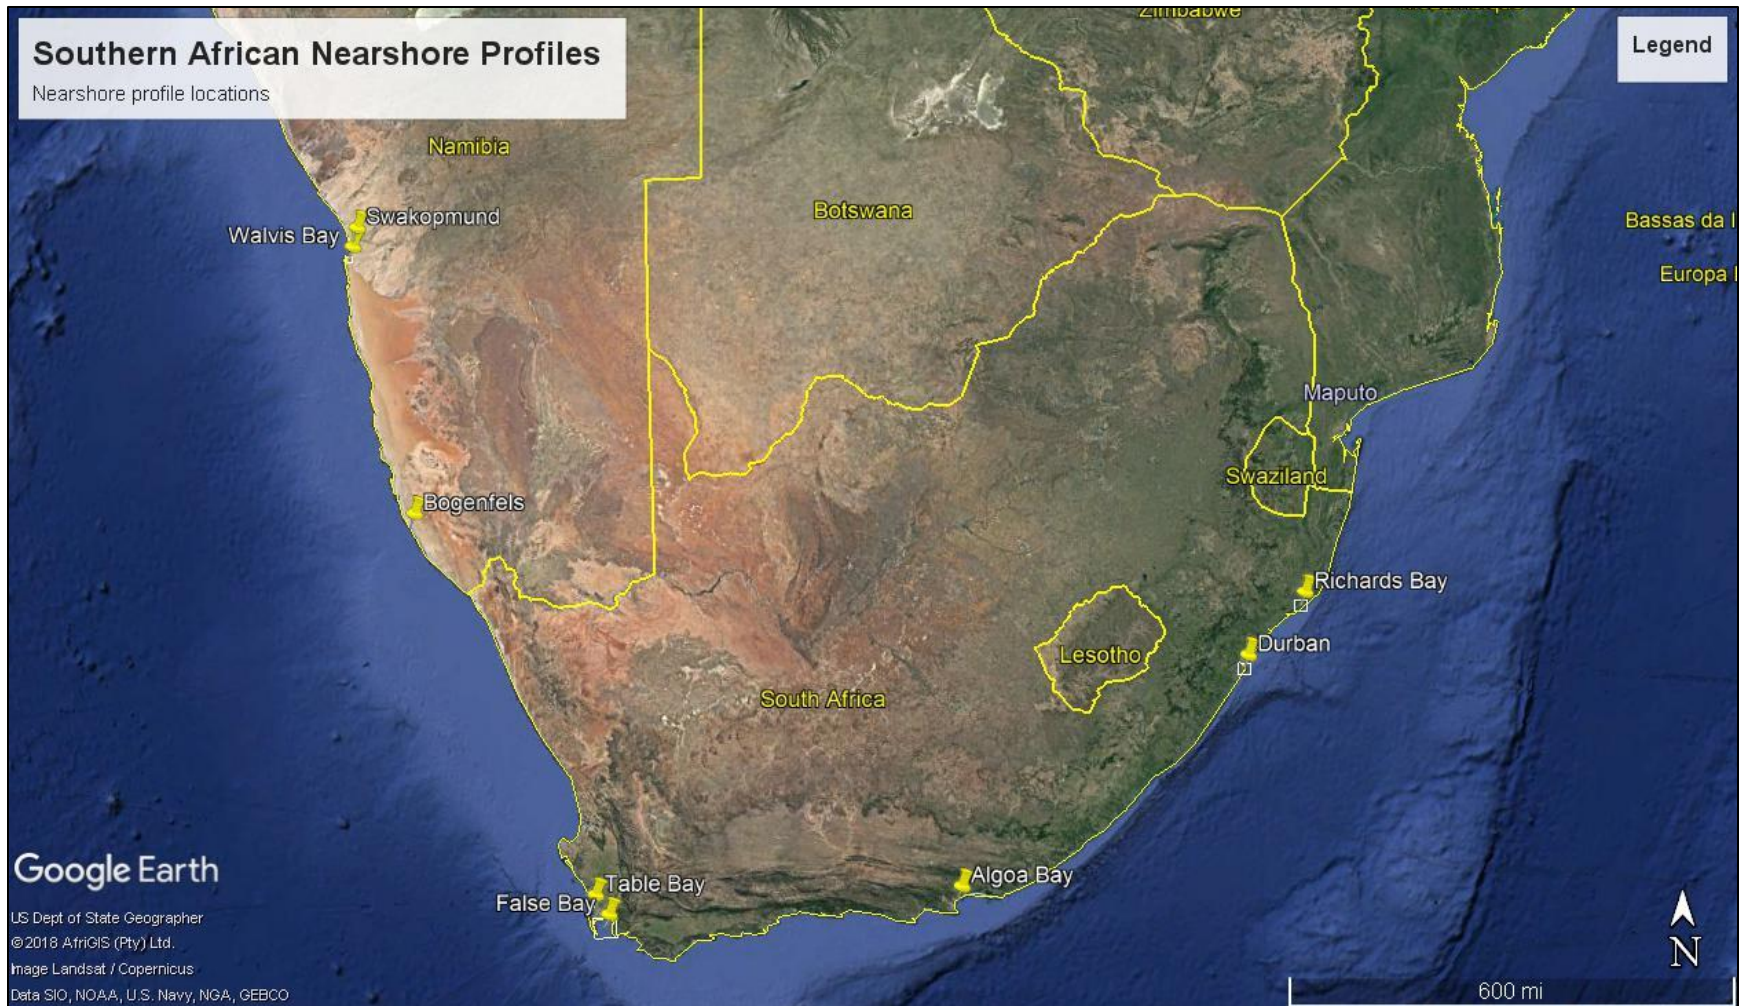 Southern African Nearshore Profiles
Nearshore profile locations
Legend
Zimbabwe
Namibia
Botswana
Swakopmund
Walvis Bay
Bassas da I
Europa I
Maputo
Swaziland
Bogenfels
Richards Bay
Durban
Lesotho
South Africa
Google Earth
Table Bay
False Bay
Algoa Bay
US Dept of State Geographer
©2018 AfriGIS (Pty) Ltd.
Image Landsat / Copernicus
Data SIO, NOAA, U.S. Navy, NGA, GEBCO
N
600 mi